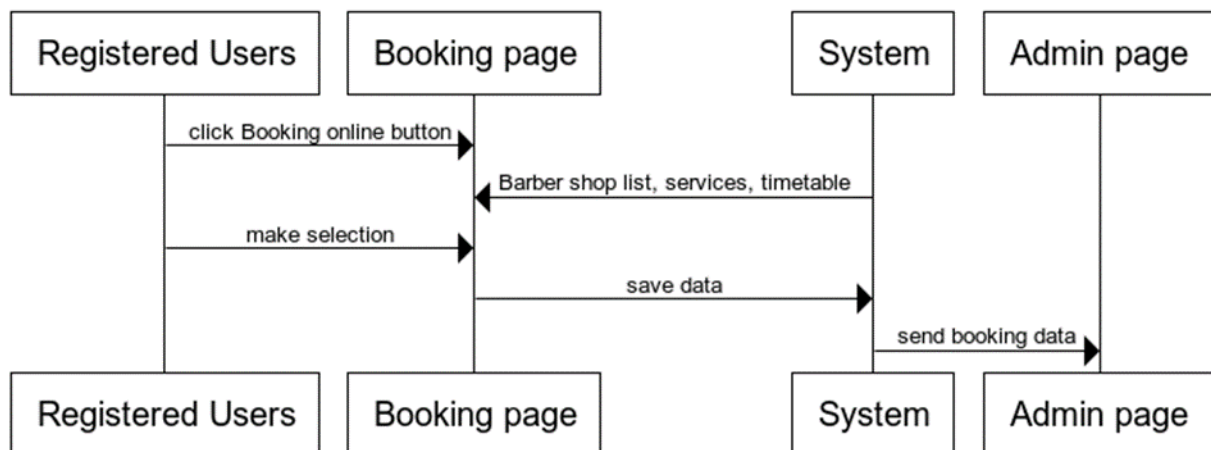 Registered Users
Booking page
System
Admin page
click Booking online button
Barber shop list, services, timetable
make selection
save data
send booking data
Registered Users
Booking page
System
Admin page